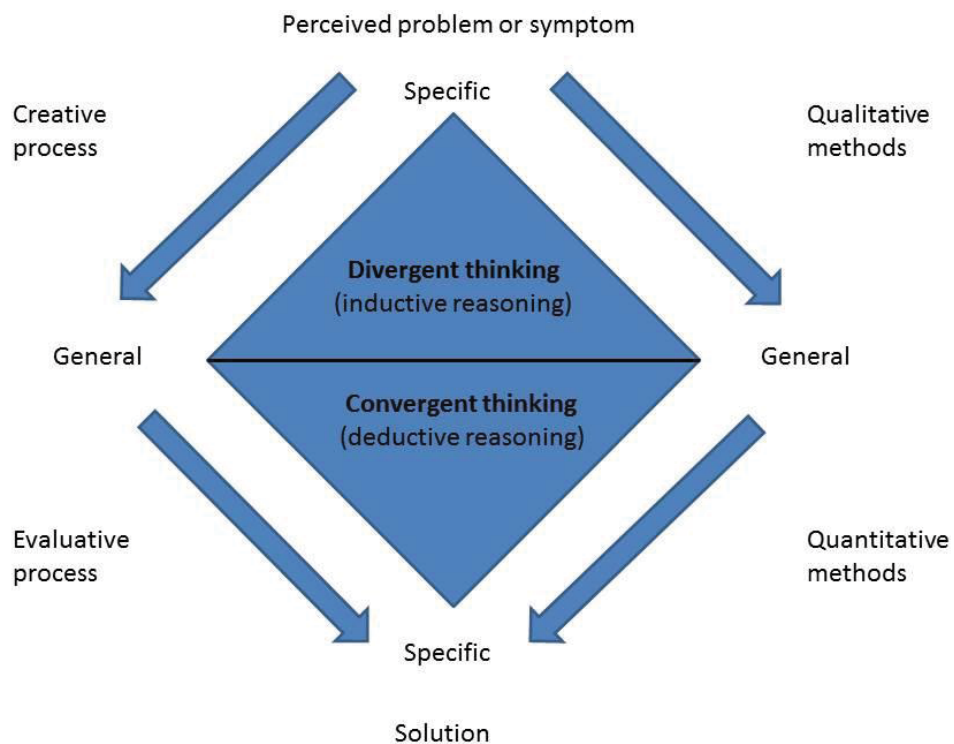 Perceived problem or symptom
Specific
Creative
process
Qualitative
methods
Divergent thinking
(inductive reasoning)
General
General
Convergent thinking
(deductive reasoning)
Evaluative
process
Quantitative
methods
Specific
Solution